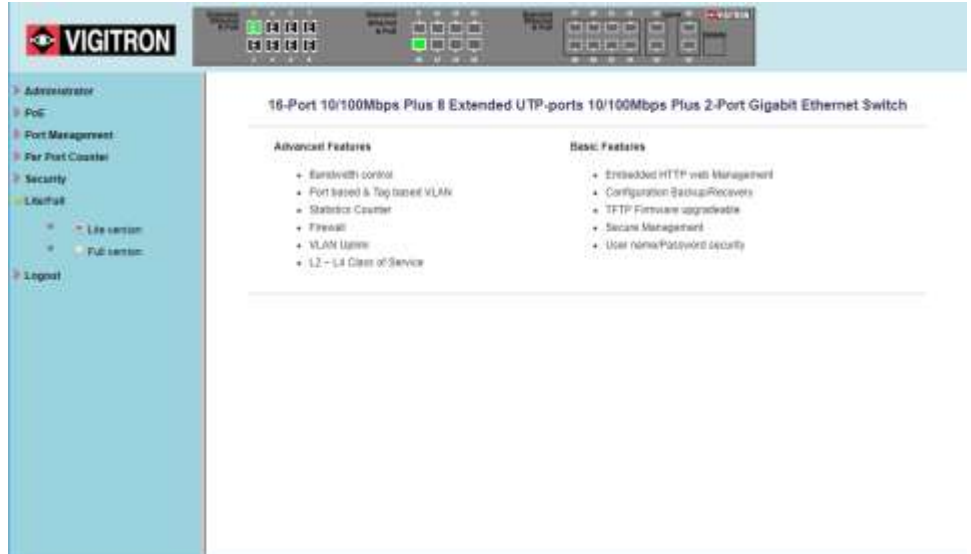 VIGITRON
Administrator
PoE
Port Management
Per Port Counter
Security
Lite/Full
Lite version
Full version
Logout
16-Port 10/100Mbps Plus 8 Extended UTP-ports 10/100Mbps Plus 2-Port Gigabit Ethernet Switch
Advanced Features
• Bandwidth control
• Port based & Tag based VLAN
• Statistics Counter
• Firewall
• VLAN Uplink
• L2 – L4 Class of Service
Basic Features
• Embedded HTTP web Management
• Configuration Backup/Recovery
• TFTP Firmware upgradeable
• Secure Management
• User name/Password security